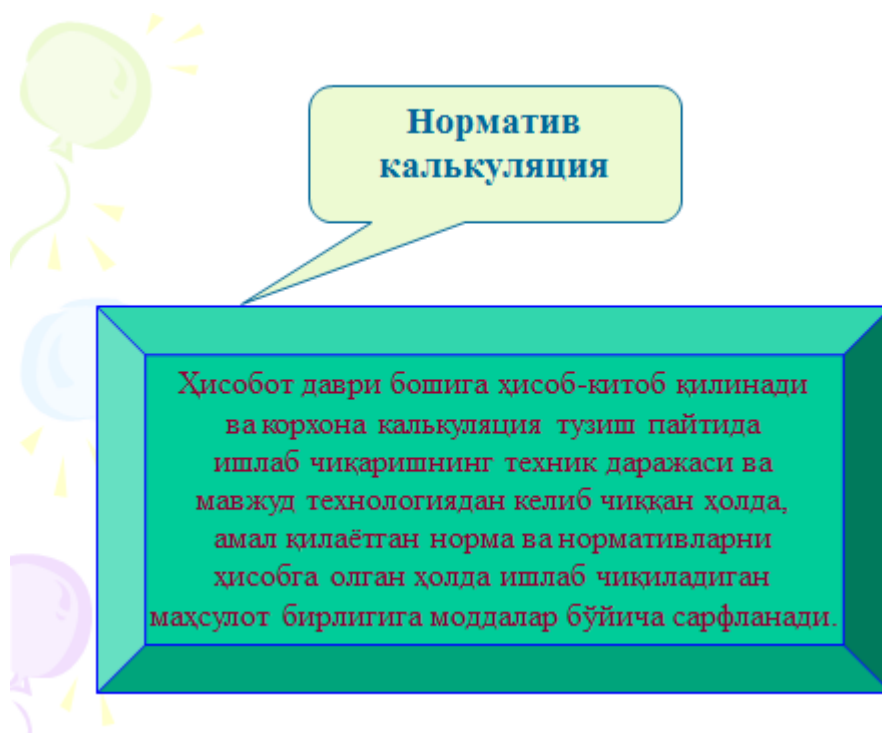 Норматив
калькуляция
Ҳисобот даври бошига ҳисоб-китоб қилинади
ва корхона калькуляция тузиш пайтида
ишлаб чиқаришнинг техник даражаси ва
мавжуд технологиядан келиб чиққан ҳолда,
амал қилаётган норма ва нормативларни
ҳисобга олган ҳолда ишлаб чиқиладиган
маҳсулот бирлигига моддалар бўйича сарфланади.